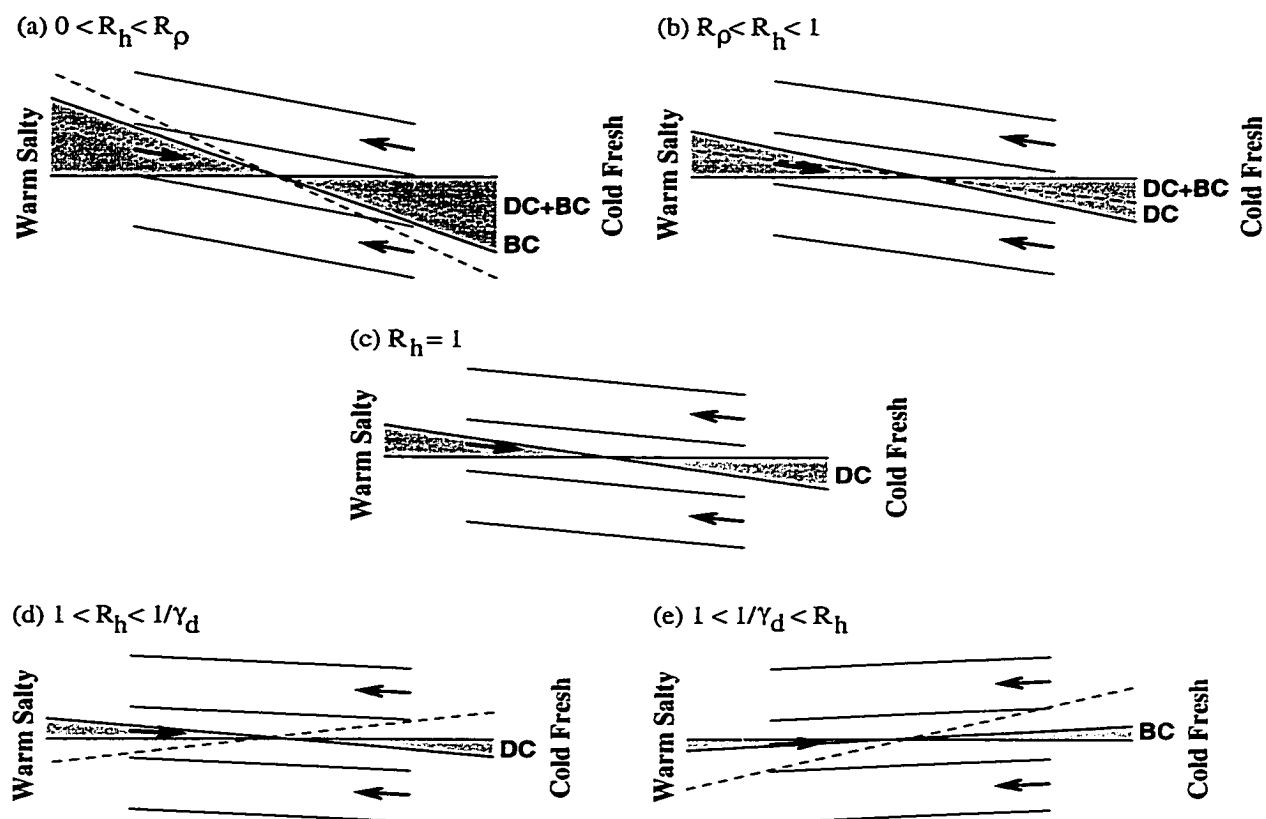 (a) 0 < R_h < R_ρ
Warm Salty
DC+BC
BC
Cold Fresh
(b) R_ρ < R_h < 1
Warm Salty
DC+BC
DC
Cold Fresh
(c) R_h = 1
Warm Salty
DC
Cold Fresh
(d) 1 < R_h < 1/γ_d
Warm Salty
DC
Cold Fresh
(e) 1 < 1/γ_d < R_h
Warm Salty
BC
Cold Fresh